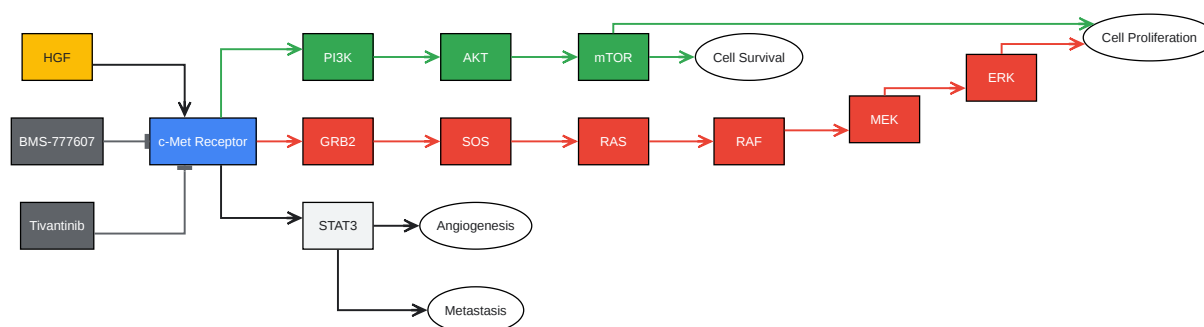 HGF
PI3K
AKT
mTOR
Cell Survival
Cell Proliferation
ERK
MEK
BMS-777607
c-Met Receptor
GRB2
SOS
RAS
RAF
Tivantinib
STAT3
Angiogenesis
Metastasis